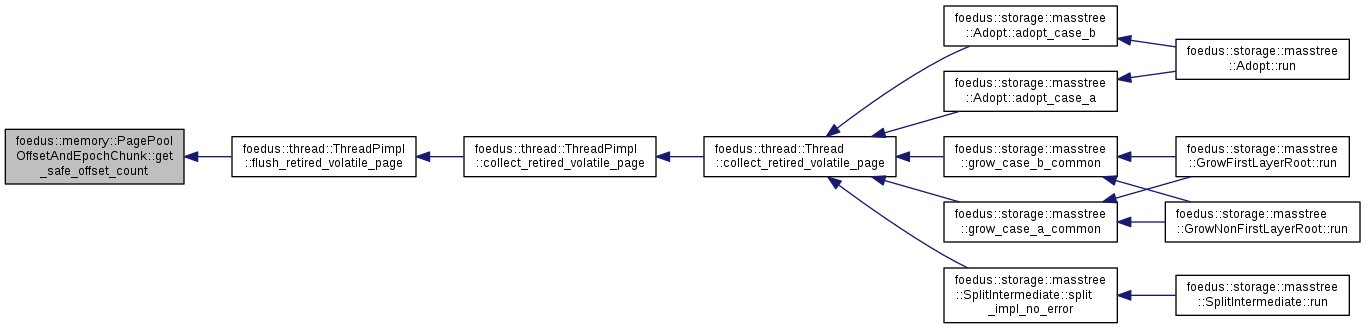 foedus::memory::PagePool
OffsetAndEpochChunk::get
_safe_offset_count
foedus::thread::ThreadPimpl
::flush_retired_volatile_page
foedus::thread::ThreadPimpl
::collect_retired_volatile_page
foedus::thread::Thread
::collect_retired_volatile_page
foedus::storage::masstree
::Adopt::adopt_case_b
foedus::storage::masstree
::Adopt::adopt_case_a
foedus::storage::masstree
::grow_case_b_common
foedus::storage::masstree
::grow_case_a_common
foedus::storage::masstree
::SplitIntermediate::split
_impl_no_error
foedus::storage::masstree
::Adopt::run
foedus::storage::masstree
::GrowFirstLayerRoot::run
foedus::storage::masstree
::GrowNonFirstLayerRoot::run
foedus::storage::masstree
::SplitIntermediate::run